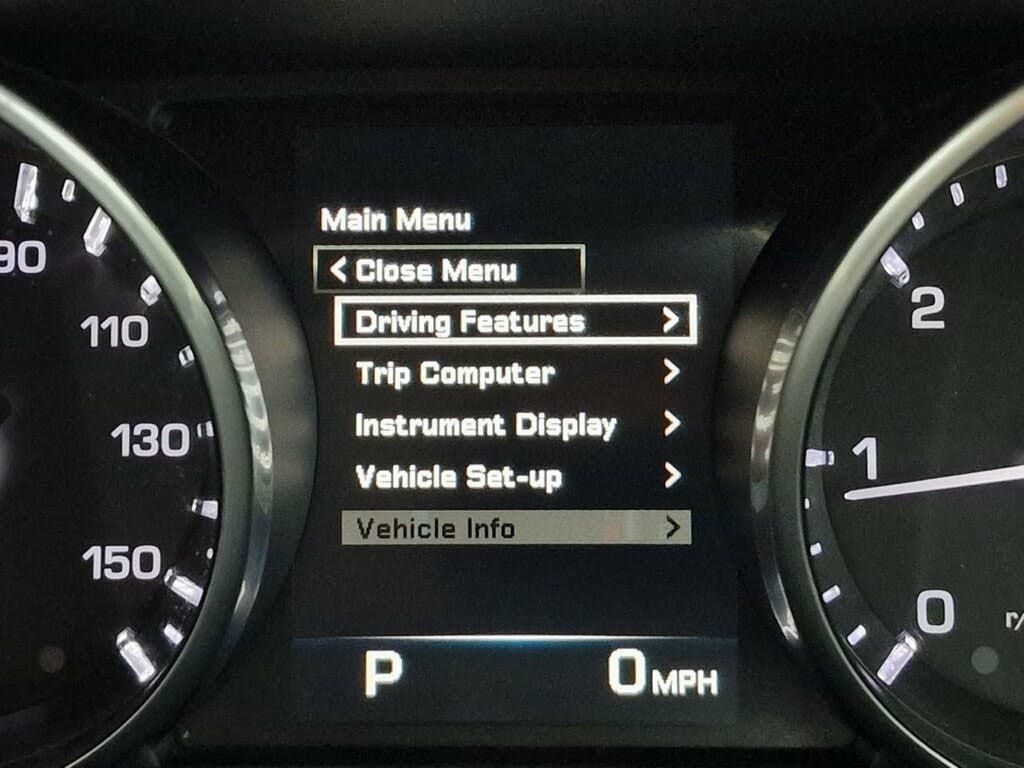 Main Menu
< Close Menu
Driving Features >
Trip Computer >
Instrument Display >
Vehicle Set-up >
Vehicle Info >
P 0 MPH
90
110
130
150
2
1
0
r/